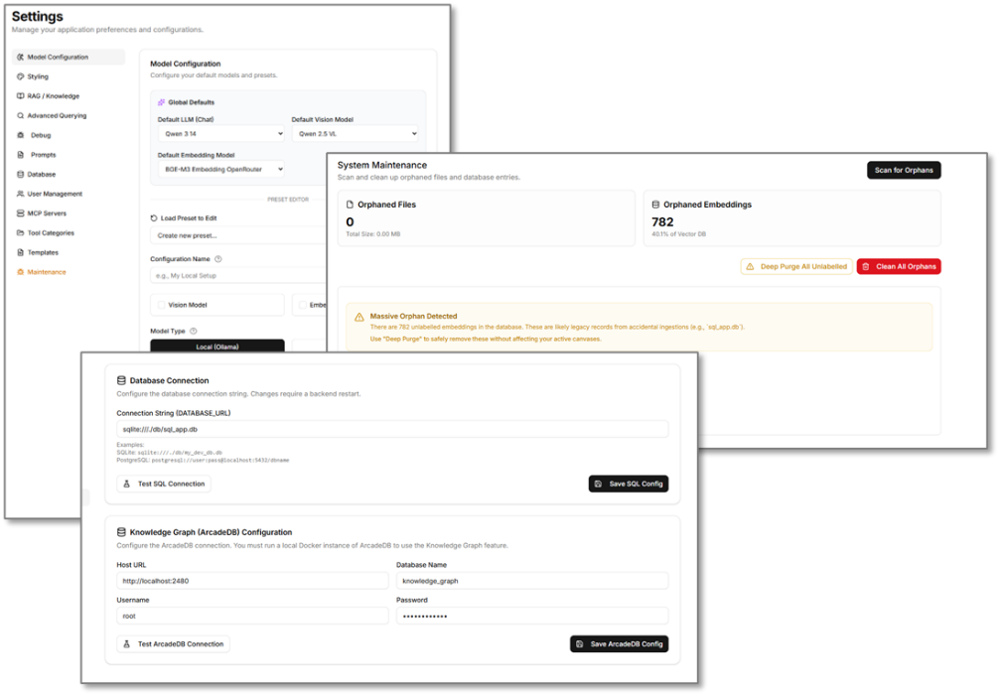 Settings
Manage your application preferences and configurations.
Model Configuration
Styling
RAG / Knowledge
Advanced Querying
Debug
Prompts
Database
User Management
MCP Servers
Tool Categories
Templates
Maintenance
Model Configuration
Configure your default models and presets.
Global Defaults
Default LLM (Chat)
Default Vision Model
Qwen 3 14
Qwen 2.5 VL
Default Embedding Model
BGE-M3 Embedding OpenRouter
PRESET EDITOR
Load Preset to Edit
Create new preset...
Configuration Name
e.g., My Local Setup
Vision Model
Embe
Model Type
Local (Ollama)
System Maintenance
Scan and clean up orphaned files and database entries.
Scan for Orphans
Orphaned Files
0
Total Size: 0.00 MB
Orphaned Embeddings
782
40.1% of Vector DB
Deep Purge All Unlabelled
Clean All Orphans
Massive Orphan Detected
There are 782 unlabelled embeddings in the database. These are likely legacy records from accidental ingestions (e.g., `sql_app.db`).
Use "Deep Purge" to safely remove these without affecting your active canvases.
Database Connection
Configure the database connection string. Changes require a backend restart.
Connection String (DATABASE_URL)
sqlite:///./db/sql_app.db
Examples:
SQLite: sqlite:///./db/my_dev_db.db
PostgreSQL: postgresql://user:pass@localhost:5432/dbname
Test SQL Connection
Save SQL Config
Knowledge Graph (ArcadeDB) Configuration
Configure the ArcadeDB connection. You must run a local Docker instance of ArcadeDB to use the Knowledge Graph feature.
Host URL
Database Name
http://localhost:2480
knowledge_graph
Username
Password
root
••••••••••••
Test ArcadeDB Connection
Save ArcadeDB Config